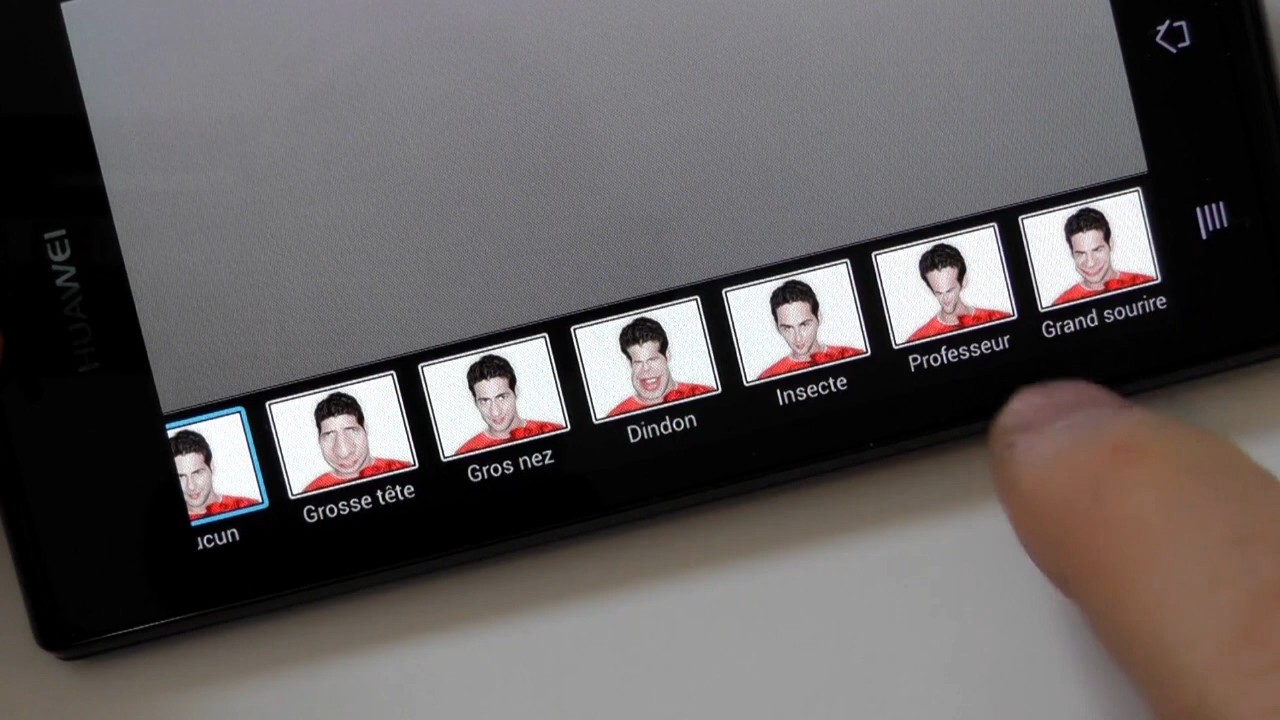 HUAWEI
ucun
Grosse tête
Gros nez
Dindon
Insecte
Professeur
Grand sourire